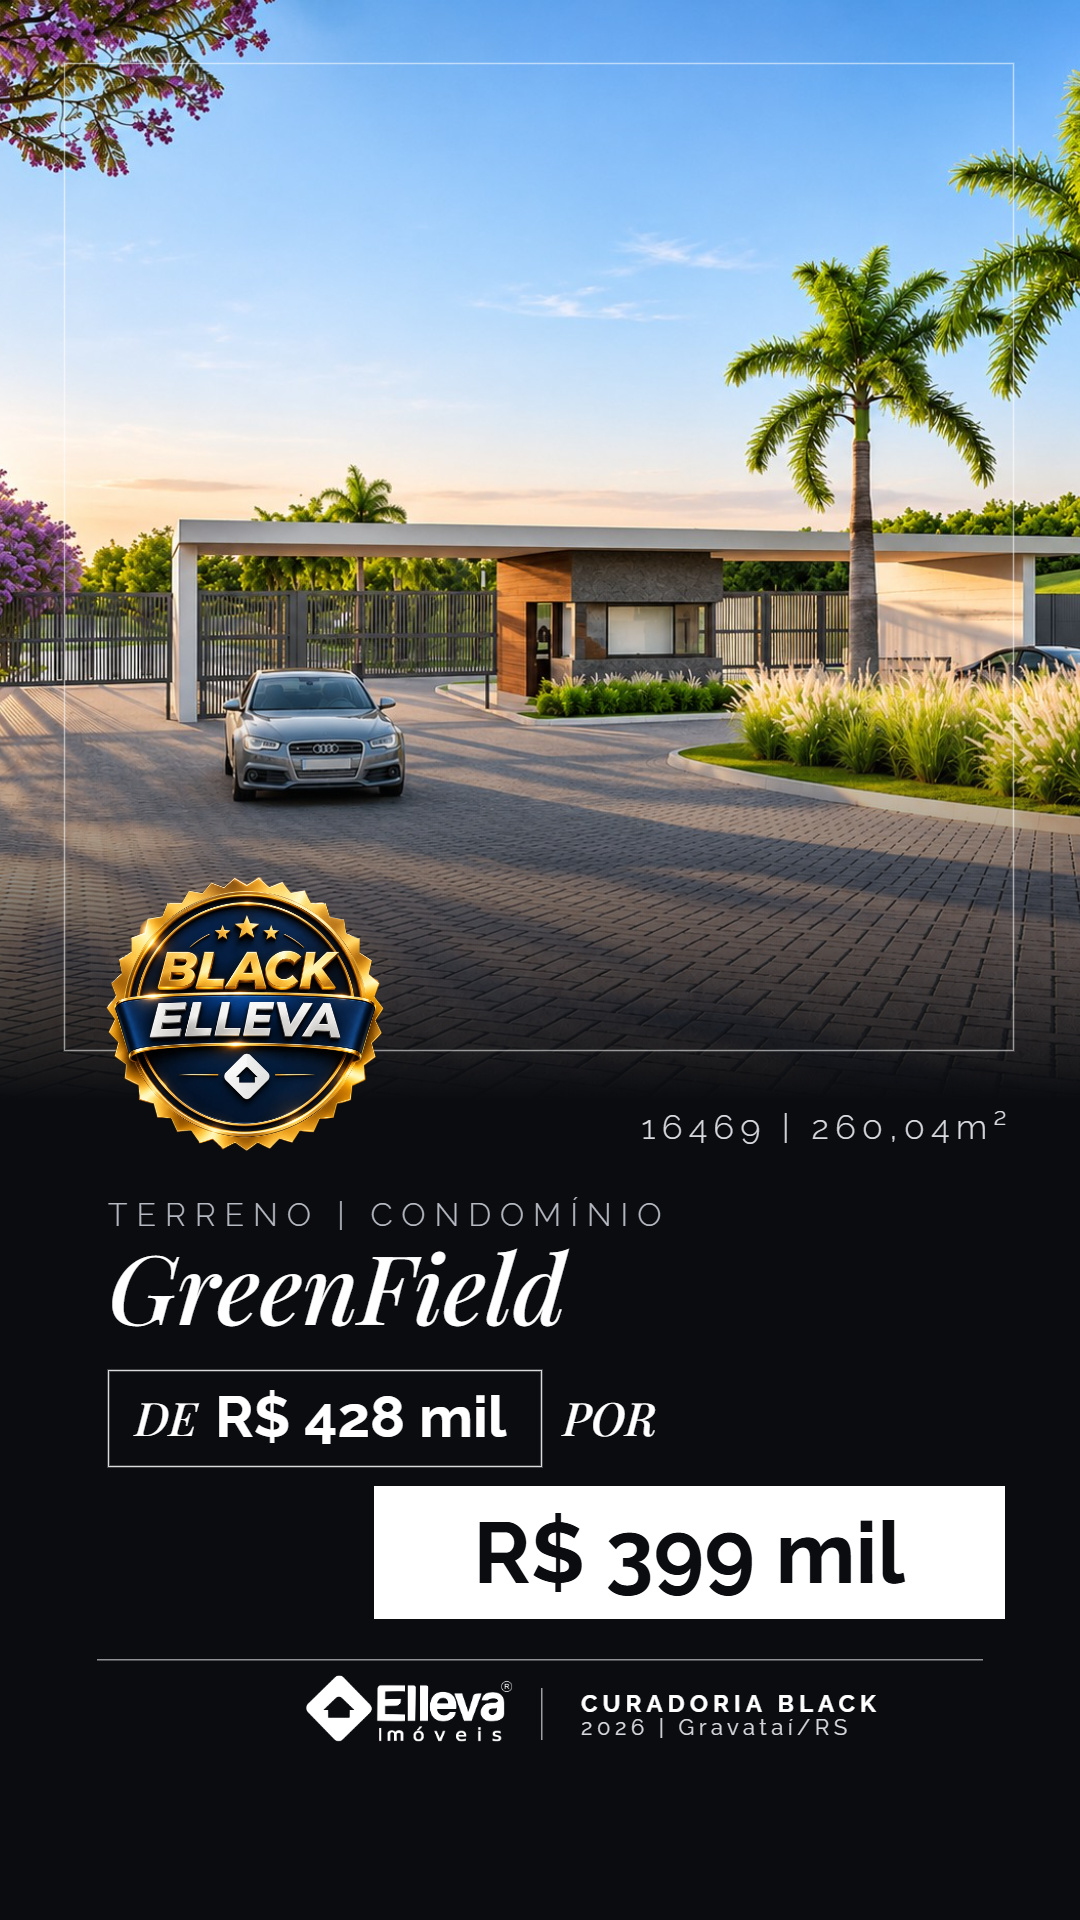 BLACK
ELLEVA
16469 | 260,04m²
TERRENO | CONDOMÍNIO
GreenField
DE R$ 428 mil POR
R$ 399 mil
Elleva®
Imóveis
CURADORIA BLACK
2026 | Gravataí/RS